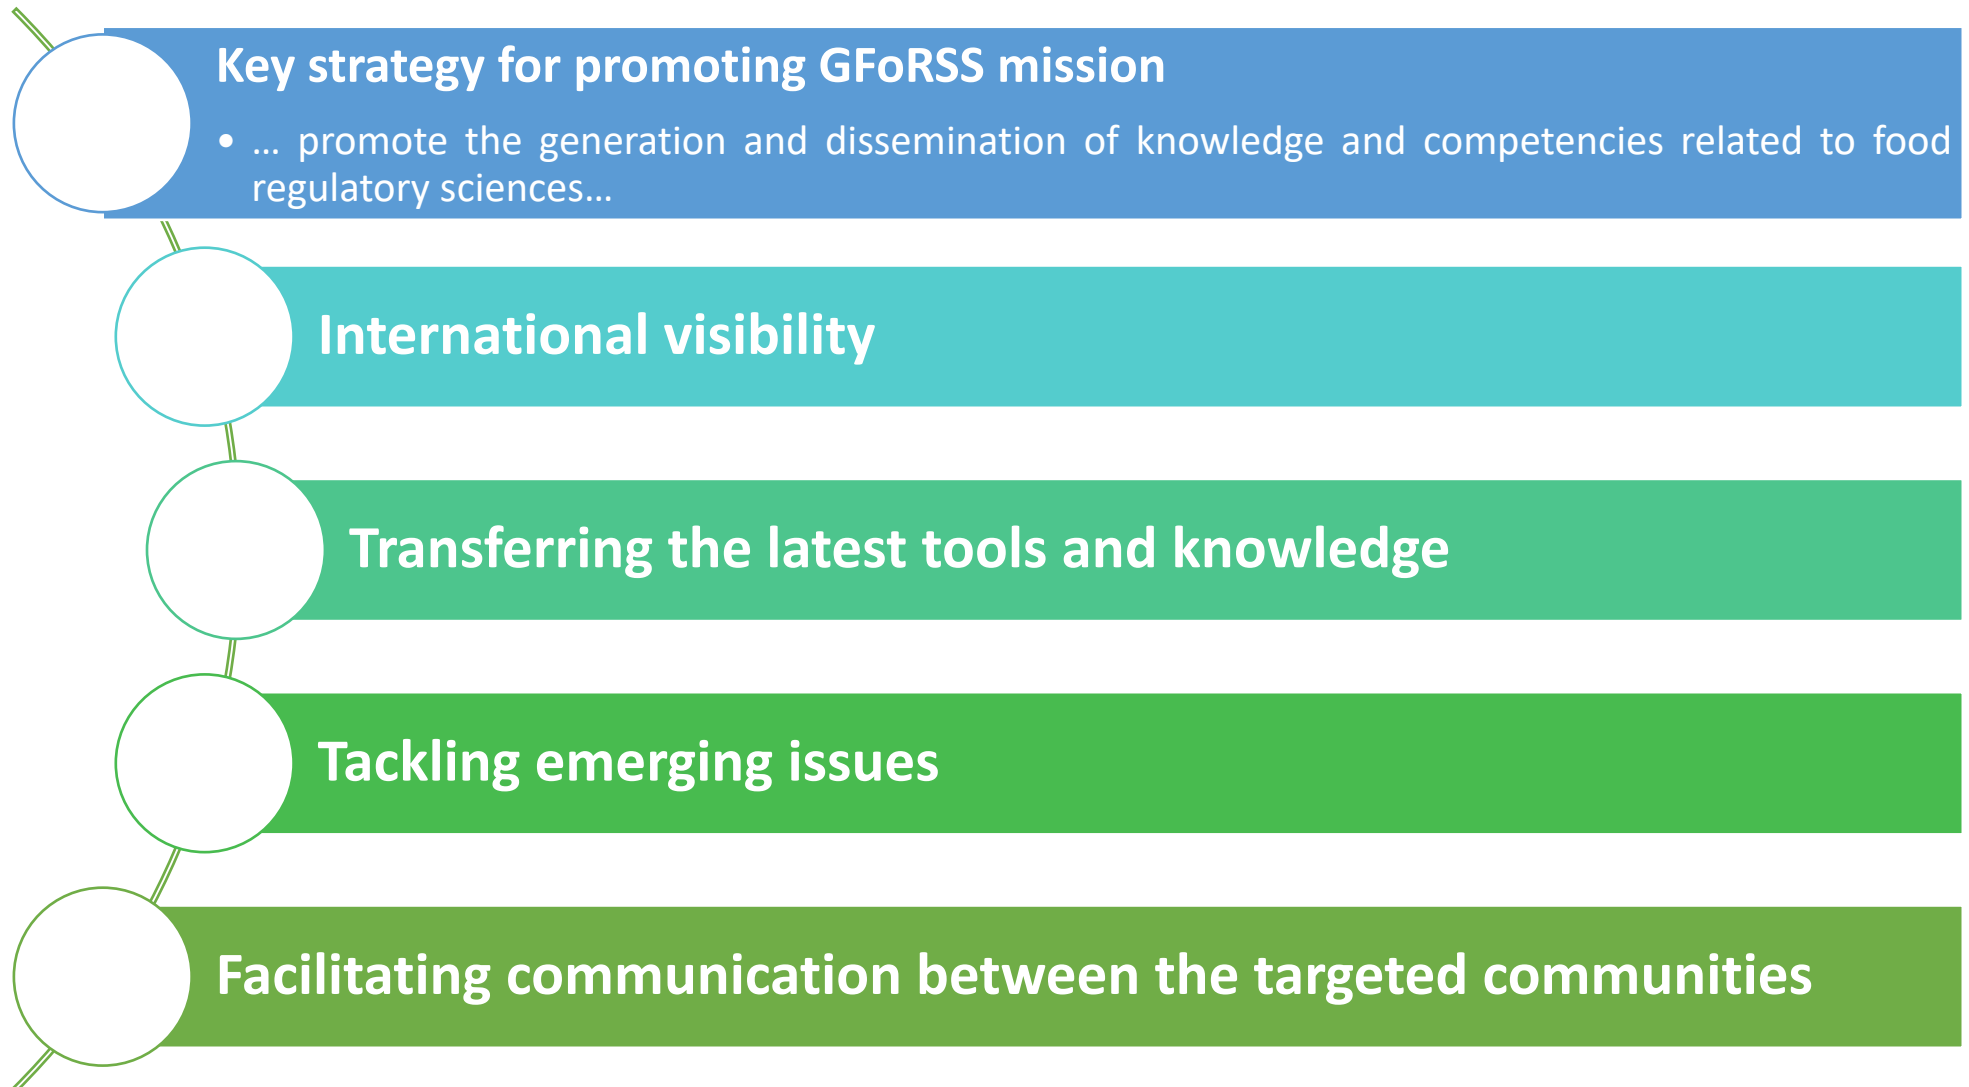 Key strategy for promoting GFoRSS mission
• ... promote the generation and dissemination of knowledge and competencies related to food
regulatory sciences...
International visibility
Transferring the latest tools and knowledge
Tackling emerging issues
Facilitating communication between the targeted communities